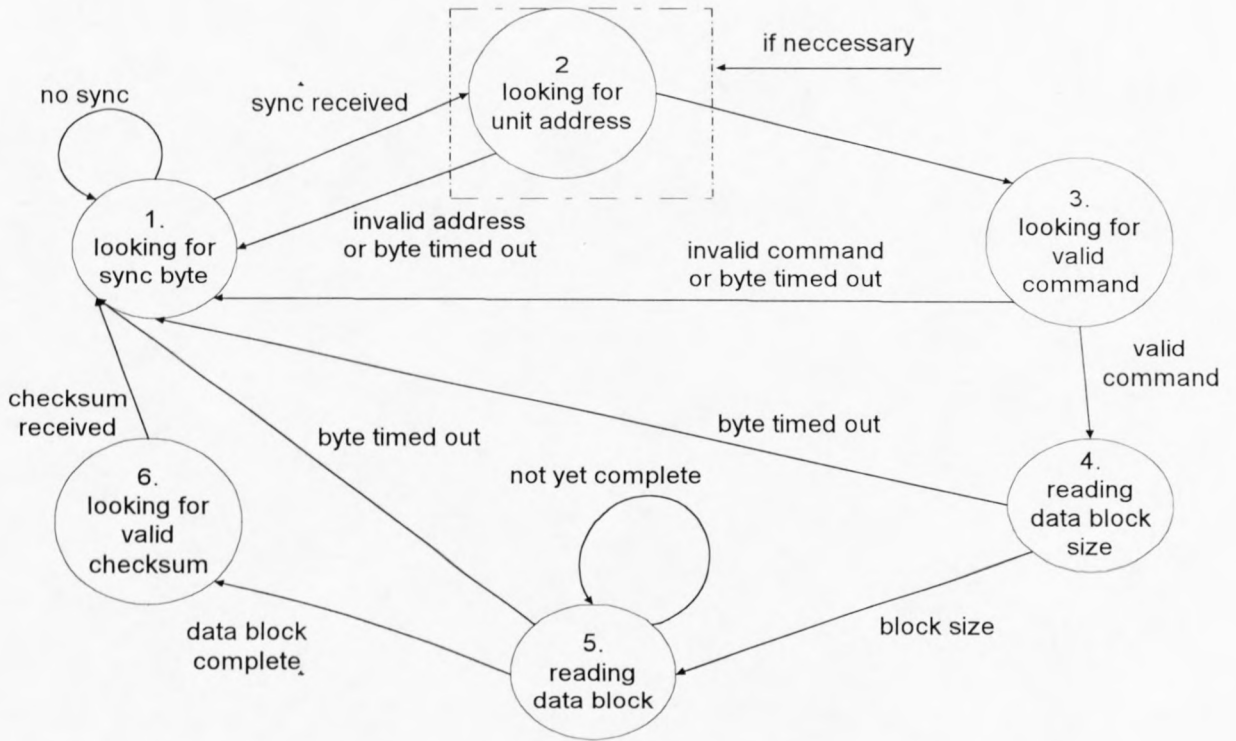 2
looking for
unit address
if neccessary
no sync
sync received
1.
looking for
sync byte
invalid address
or byte timed out
invalid command
or byte timed out
3.
looking for
valid
command
valid
command
checksum
received
byte timed out
byte timed out
not yet complete
4.
reading
data block
size
6.
looking for
valid
checksum
data block
complete
5.
reading
data block
block size